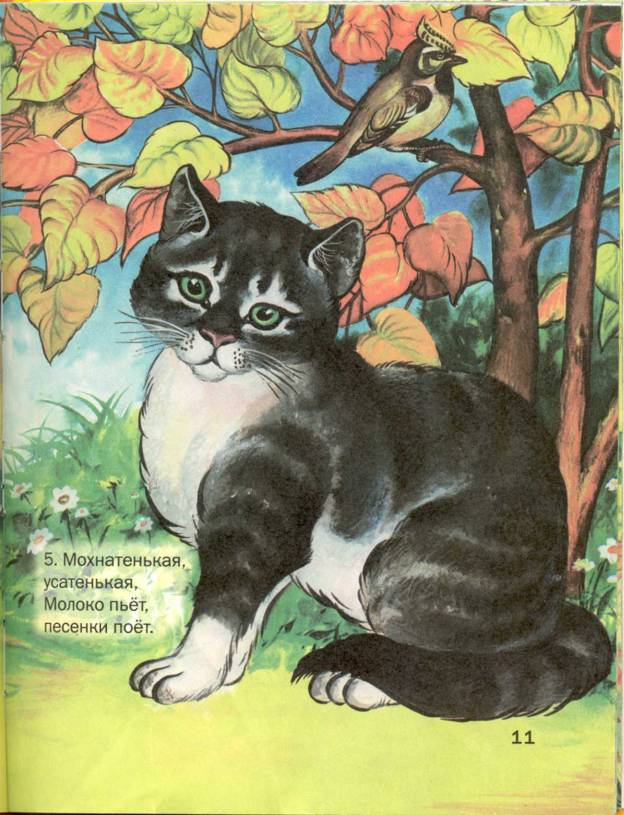 5. Мохнатенькая,
усатенькая,
Молоко пьёт,
песенки поёт.
11